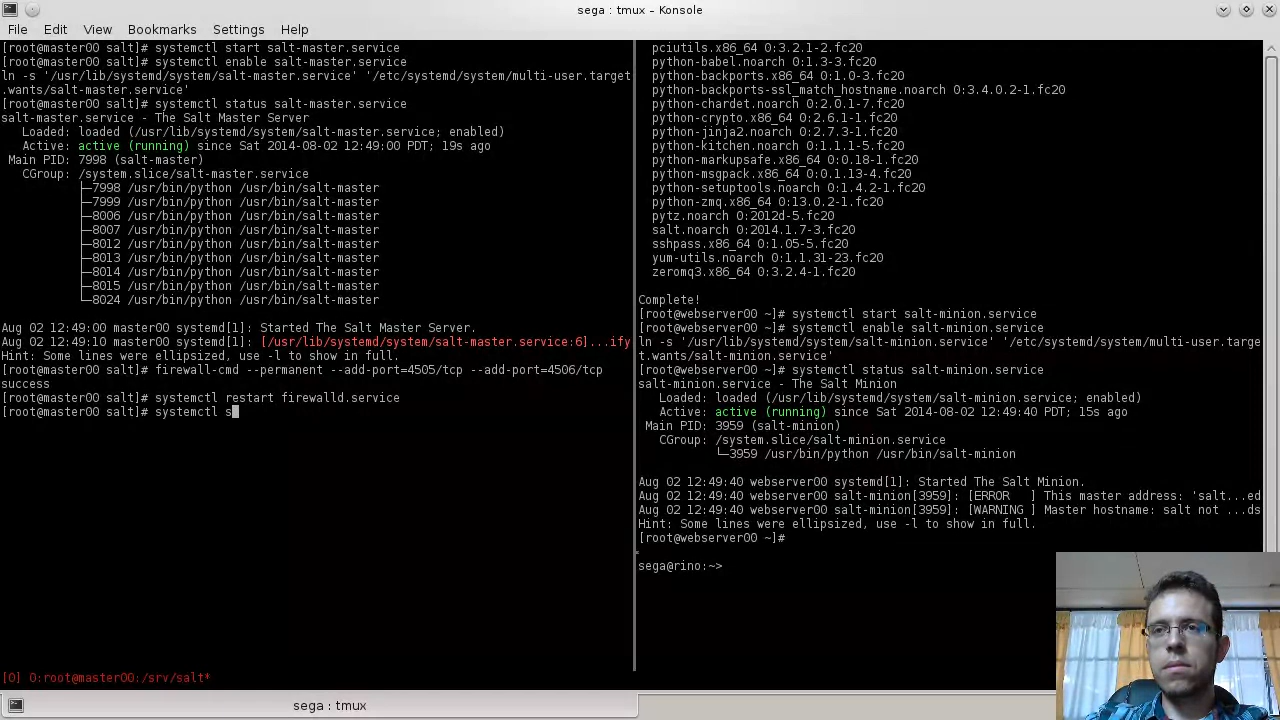 sega : tmux – Konsole
File Edit View Bookmarks Settings Help
[root@master00 salt]# systemctl start salt-master.service
[root@master00 salt]# systemctl enable salt-master.service
ln -s '/usr/lib/systemd/system/salt-master.service' '/etc/systemd/system/multi-user.target
.wants/salt-master.service'
[root@master00 salt]# systemctl status salt-master.service
salt-master.service - The Salt Master Server
Loaded: loaded (/usr/lib/systemd/system/salt-master.service; enabled)
Active: active (running) since Sat 2014-08-02 12:49:00 PDT; 19s ago
Main PID: 7998 (salt-master)
CGroup: /system.slice/salt-master.service
├─7998 /usr/bin/python /usr/bin/salt-master
├─7999 /usr/bin/python /usr/bin/salt-master
├─8006 /usr/bin/python /usr/bin/salt-master
├─8007 /usr/bin/python /usr/bin/salt-master
├─8012 /usr/bin/python /usr/bin/salt-master
├─8013 /usr/bin/python /usr/bin/salt-master
├─8014 /usr/bin/python /usr/bin/salt-master
├─8015 /usr/bin/python /usr/bin/salt-master
└─8024 /usr/bin/python /usr/bin/salt-master
Aug 02 12:49:00 master00 systemd[1]: Started The Salt Master Server.
Aug 02 12:49:10 master00 systemd[1]: [/usr/lib/systemd/system/salt-master.service:6]...ify
Hint: Some lines were ellipsized, use -l to show in full.
[root@master00 salt]# firewall-cmd --permanent --add-port=4505/tcp --add-port=4506/tcp
success
[root@master00 salt]# systemctl restart firewalld.service
[root@master00 salt]# systemctl s
pciutils.x86_64 0:3.2.1-2.fc20
python-babel.noarch 0:1.3-3.fc20
python-backports.x86_64 0:1.0-3.fc20
python-backports-ssl_match_hostname.noarch 0:3.4.0.2-1.fc20
python-chardet.noarch 0:2.0.1-7.fc20
python-crypto.x86_64 0:2.6.1-1.fc20
python-jinja2.noarch 0:2.7.3-1.fc20
python-kitchen.noarch 0:1.1.1-5.fc20
python-markupsafe.x86_64 0:0.18-1.fc20
python-msgpack.x86_64 0:0.1.13-4.fc20
python-setuptools.noarch 0:1.4.2-1.fc20
python-zmq.x86_64 0:13.0.2-1.fc20
pytz.noarch 0:2012d-5.fc20
salt.noarch 0:2014.1.7-3.fc20
sshpass.x86_64 0:1.05-5.fc20
yum-utils.noarch 0:1.1.31-23.fc20
zeromq3.x86_64 0:3.2.4-1.fc20
Complete!
[root@webserver00 ~]# systemctl start salt-minion.service
[root@webserver00 ~]# systemctl enable salt-minion.service
ln -s '/usr/lib/systemd/system/salt-minion.service' '/etc/systemd/system/multi-user.targe
t.wants/salt-minion.service'
[root@webserver00 ~]# systemctl status salt-minion.service
salt-minion.service - The Salt Minion
Loaded: loaded (/usr/lib/systemd/system/salt-minion.service; enabled)
Active: active (running) since Sat 2014-08-02 12:49:40 PDT; 15s ago
Main PID: 3959 (salt-minion)
CGroup: /system.slice/salt-minion.service
└─3959 /usr/bin/python /usr/bin/salt-minion
Aug 02 12:49:40 webserver00 systemd[1]: Started The Salt Minion.
Aug 02 12:49:40 webserver00 salt-minion[3959]: [ERROR   ] This master address: 'salt...ed
Aug 02 12:49:40 webserver00 salt-minion[3959]: [WARNING ] Master hostname: salt not ...ds
Hint: Some lines were ellipsized, use -l to show in full.
[root@webserver00 ~]#
sega@rino:~>
[0] 0:root@master00:/srv/salt*
sega : tmux